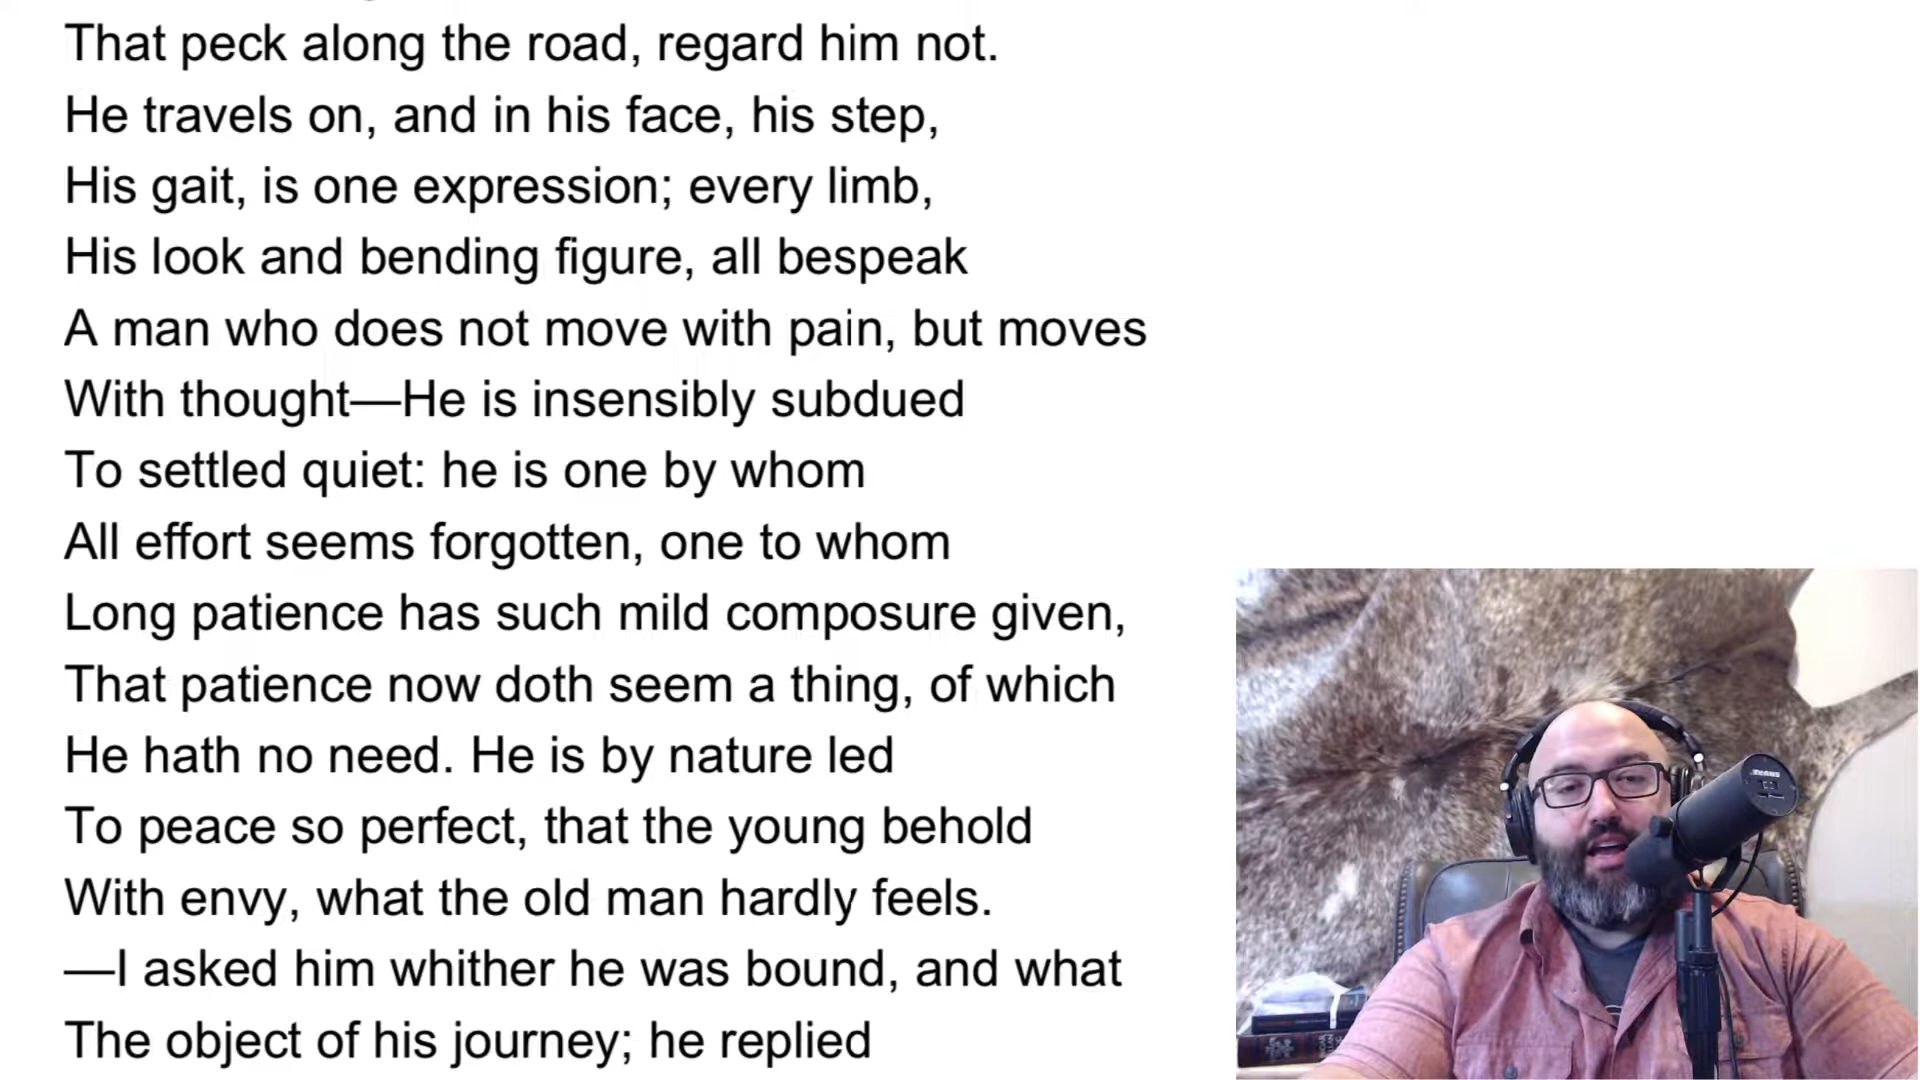 That peck along the road, regard him not.
He travels on, and in his face, his step,
His gait, is one expression; every limb,
His look and bending figure, all bespeak
A man who does not move with pain, but moves
With thought—He is insensibly subdued
To settled quiet: he is one by whom
All effort seems forgotten, one to whom
Long patience has such mild composure given,
That patience now doth seem a thing, of which
He hath no need. He is by nature led
To peace so perfect, that the young behold
With envy, what the old man hardly feels.
—I asked him whither he was bound, and what
The object of his journey; he replied
SHURE